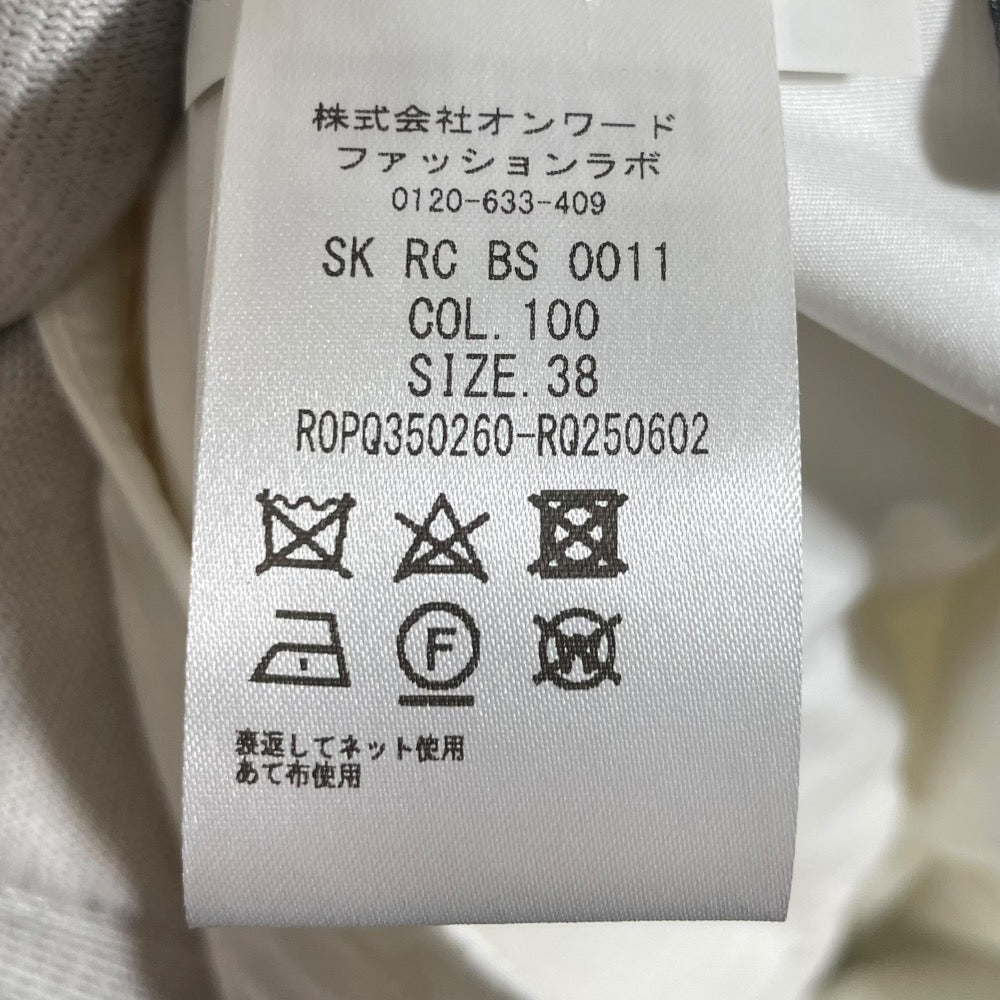 株式会社オンワード
ファッションラボ
0120-633-409
SK RC BS 0011
COL. 100
SIZE. 38
ROPQ350260-RQ250602
F
W
裏返してネット使用
あて布使用